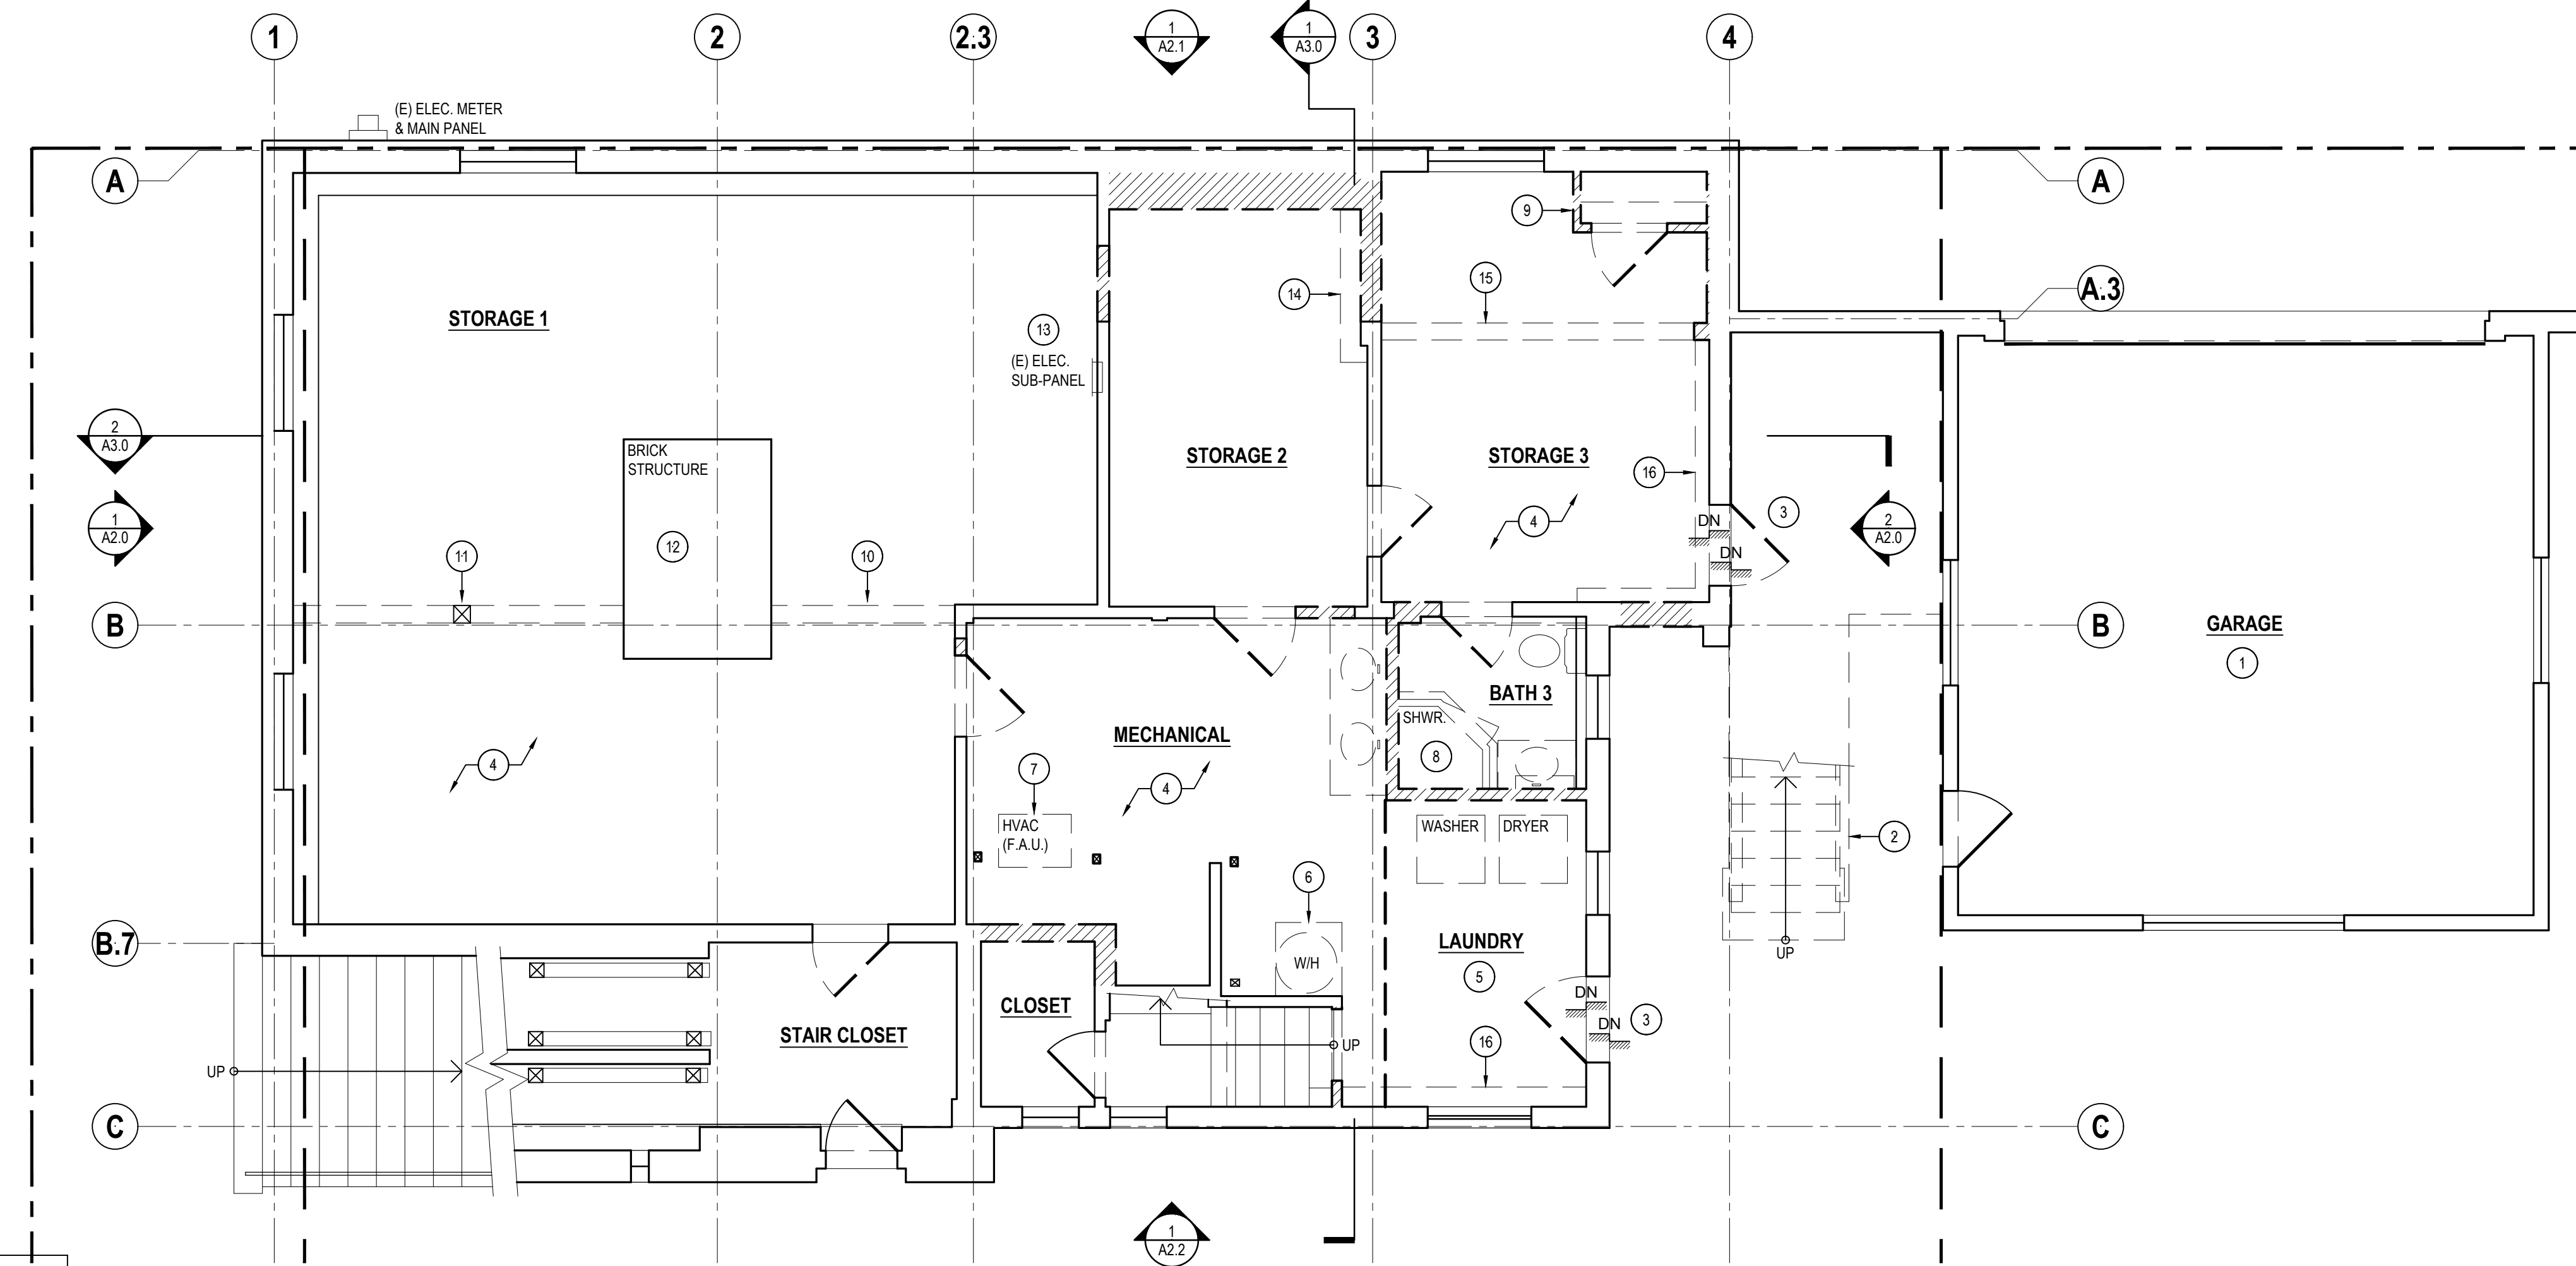 1
2
2.3
1
A2.1
1
A3.0
3
4
(E) ELEC. METER
& MAIN PANEL
A
A
9
A.3
15
14
STORAGE 1
13
(E) ELEC.
SUB-PANEL
2
A3.0
BRICK
STRUCTURE
STORAGE 2
STORAGE 3
16
1
A2.0
12
4
DN
3
2
A2.0
11
10
DN
B
B
GARAGE
1
BATH 3
SHWR.
MECHANICAL
8
4
7
4
HVAC
(F.A.U.)
WASHER
DRYER
2
6
B.7
LAUNDRY
UP
W/H
5
CLOSET
DN
STAIR CLOSET
3
DN
UP
16
UP
C
C
1
A2.2